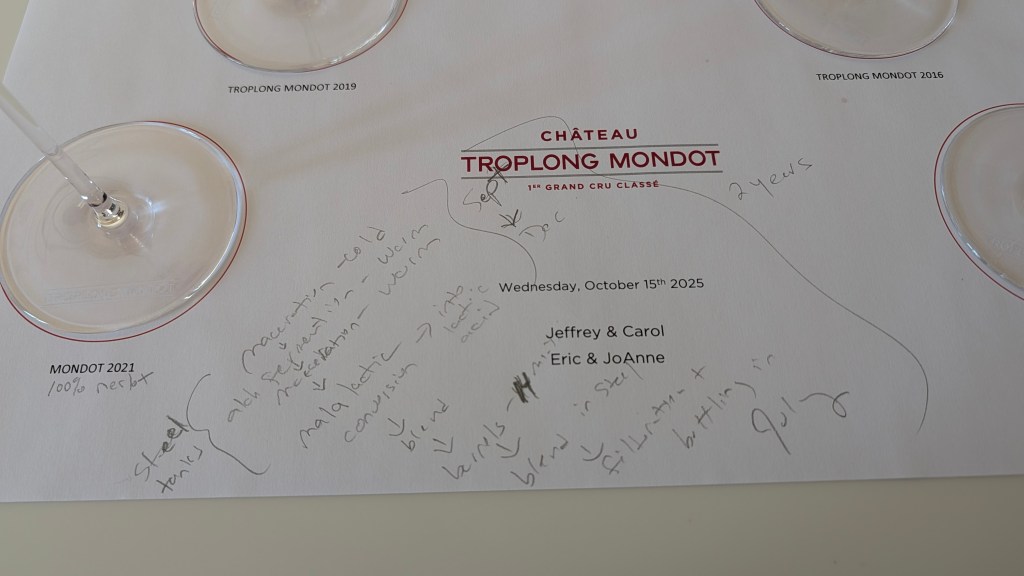 TROPLONG MONDOT 2019
TROPLONG MONDOT 2016
CHÂTEAU
TROPLONG MONDOT
1ER GRAND CRU CLASSÉ
2 years
Sept
↓
Dec
Wednesday, October 15th 2025
Jeffrey & Carol
Eric & JoAnne
MONDOT 2021
100% merlot
steel
tanks
maceration - cold
↓
alch fermentation - warm
↓
maceration - warm
↓
mala lactic → into
lactic
acid
conversion
↓
blend
↓
barrels -
↓
blend in steel
↓
filtration +
bottling in
July